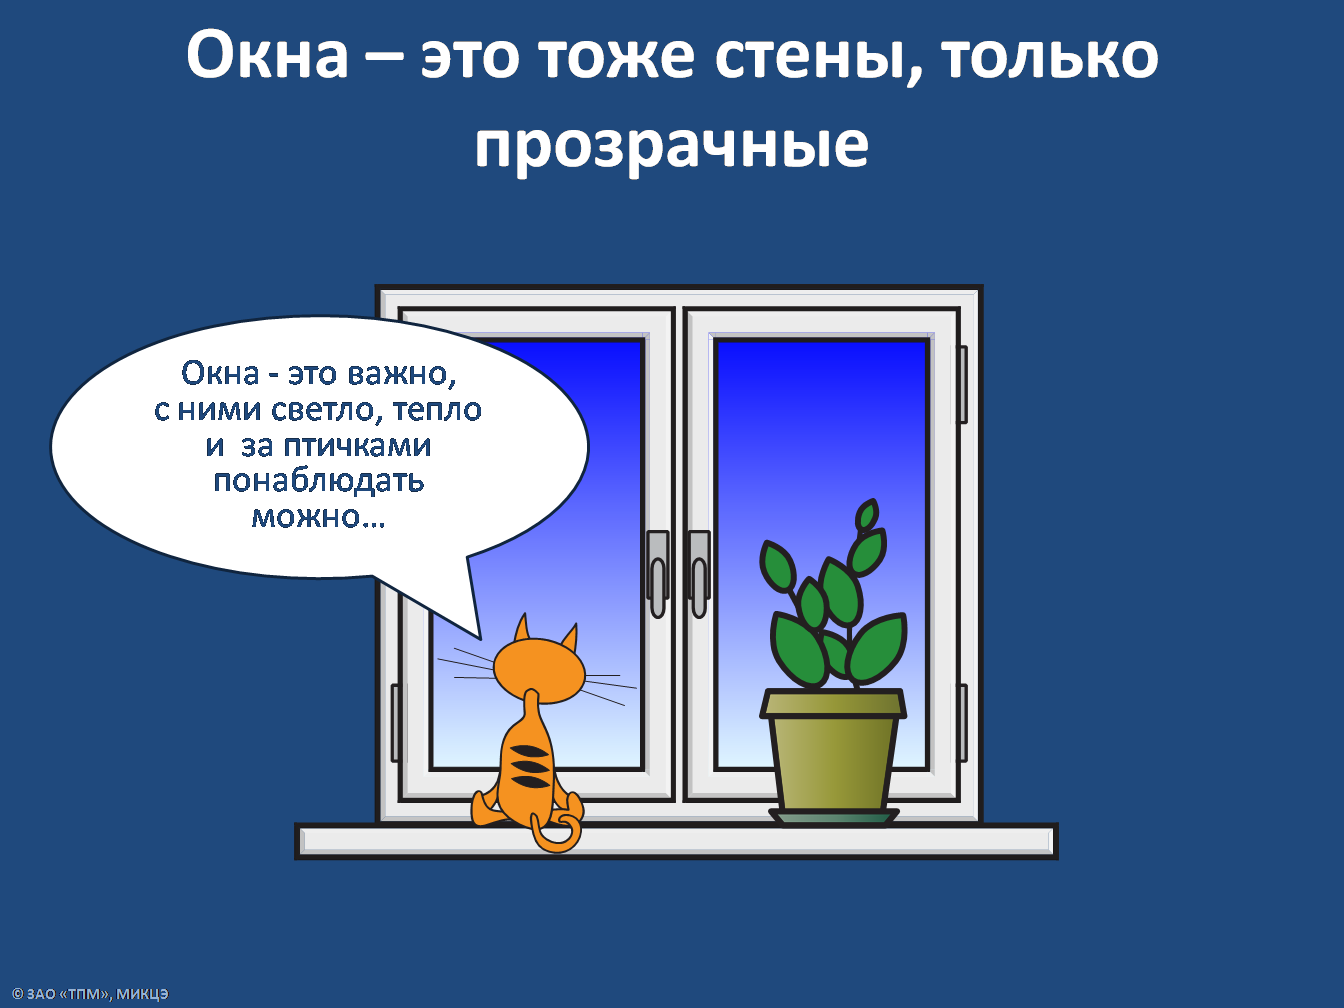 Окна – это тоже стены, только
прозрачные
Окна - это важно,
с ними светло, тепло
и за птичками
понаблюдать
можно...
© ЗАО «ТПМ», МИКЦЭ